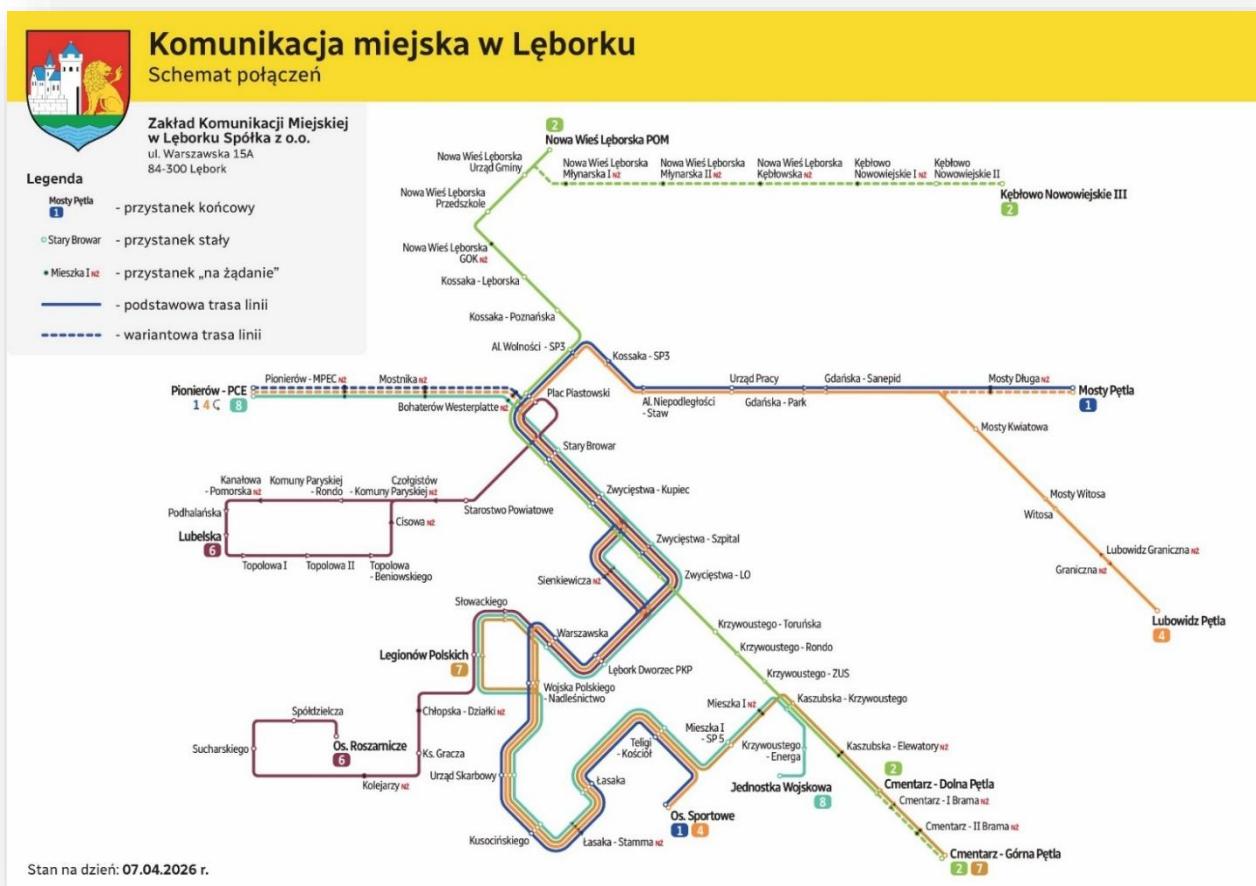 Komunikacja miejska w Lęborku
Schemat połączeń
Zakład Komunikacji Miejskiej
w Lęborku Spółka z o.o.
ul. Warszawska 15A
84-300 Lębork
Legenda
Mosty Pętla
1
- przystanek końcowy
Stary Browar
- przystanek stały
Mieszka I NŻ
- przystanek „na żądanie”
- podstawowa trasa linii
- wariantowa trasa linii
2
Nowa Wieś Lęborska POM
Nowa Wieś Lęborska
Urząd Gminy
Nowa Wieś Lęborska
Młynarska I NŻ
Nowa Wieś Lęborska
Młynarska II NŻ
Nowa Wieś Lęborska
Kębłowska NŻ
Kębłowo
Nowowiejskie I NŻ
Kębłowo
Nowowiejskie II
Kębłowo Nowowiejskie III
2
Nowa Wieś Lęborska
Przedszkole
Nowa Wieś Lęborska
GOK NŻ
Kossaka - Lęborska
Kossaka - Poznańska
Al. Wolności - SP3
Kossaka - SP3
Pionierów - PCE
1 4 8
Pionierów - MPEC NŻ
Mostnika NŻ
Bohaterów Westerplatte NŻ
Plac Piastowski
Al. Niepodległości
- Staw
Urząd Pracy
Gdańska - Park
Gdańska - Sanepid
Mosty Długa NŻ
Mosty Pętla
1
Mosty Kwiatowa
Mosty Witosa
Witosa
Lubowidz Graniczna NŻ
Graniczna NŻ
Lubowidz Pętla
4
Stary Browar
Zwycięstwa - Kupiec
Zwycięstwa - Szpital
Zwycięstwa - LO
Sienkiewicza NŻ
Kanałowa
- Pomorska NŻ
Komuny Paryskiej
- Rondo
Czołgistów
- Komuny Paryskiej NŻ
Starostwo Powiatowe
Podhalańska
Lubelska
6
Cisowa NŻ
Topolowa I
Topolowa II
Topolowa
- Beniowskiego
Słowackiego
Warszawska
Lębork Dworzec PKP
Legionów Polskich
7
Wojska Polskiego
- Nadleśnictwo
Chłopska - Działki NŻ
Spółdzielcza
Os. Roszarnicze
6
Sucharskiego
Ks. Gracza
Kolejarzy NŻ
Urząd Skarbowy
Kusocińskiego
Łasaka - Stamma NŻ
Łasaka
Teligi
- Kościół
Os. Sportowe
1 4
Mieszka I
- SP 5
Mieszka I NŻ
Krzywoustego - Toruńska
Krzywoustego - Rondo
Krzywoustego - ZUS
Kaszubska - Krzywoustego
Krzywoustego
- Energa
Jednostka Wojskowa
8
Kaszubska - Elewatory NŻ
2
Cmentarz - Dolna Pętla
Cmentarz - I Brama NŻ
Cmentarz - II Brama NŻ
Cmentarz - Górna Pętla
2 7
Stan na dzień: 07.04.2026 r.